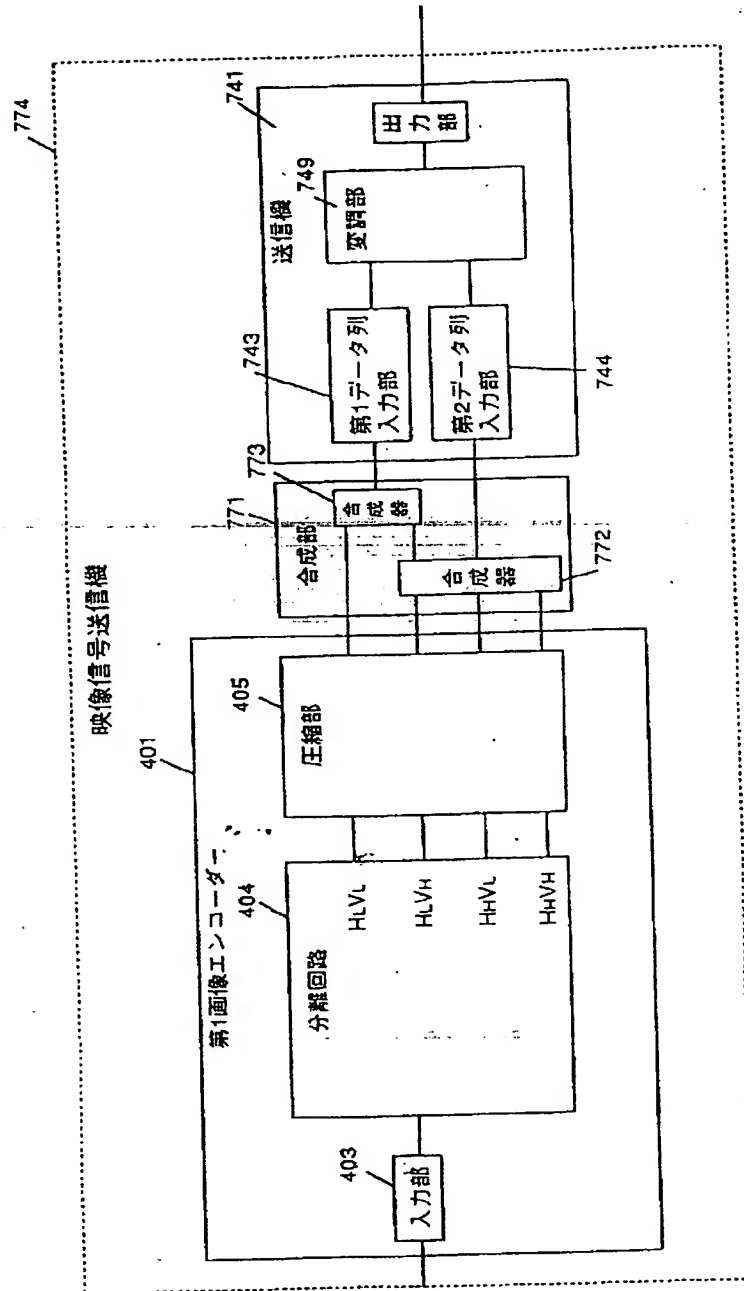 映像信号送信機
774
401
第1画像エンコーダー
403
入力部
404
分離回路
HLVL
HLVH
HHVL
HHVH
405
圧縮部
771
合成部
773
合成器
772
合成器
741
送信機
743
第1データ列
入力部
744
第2データ列
入力部
749
変調部
出力部